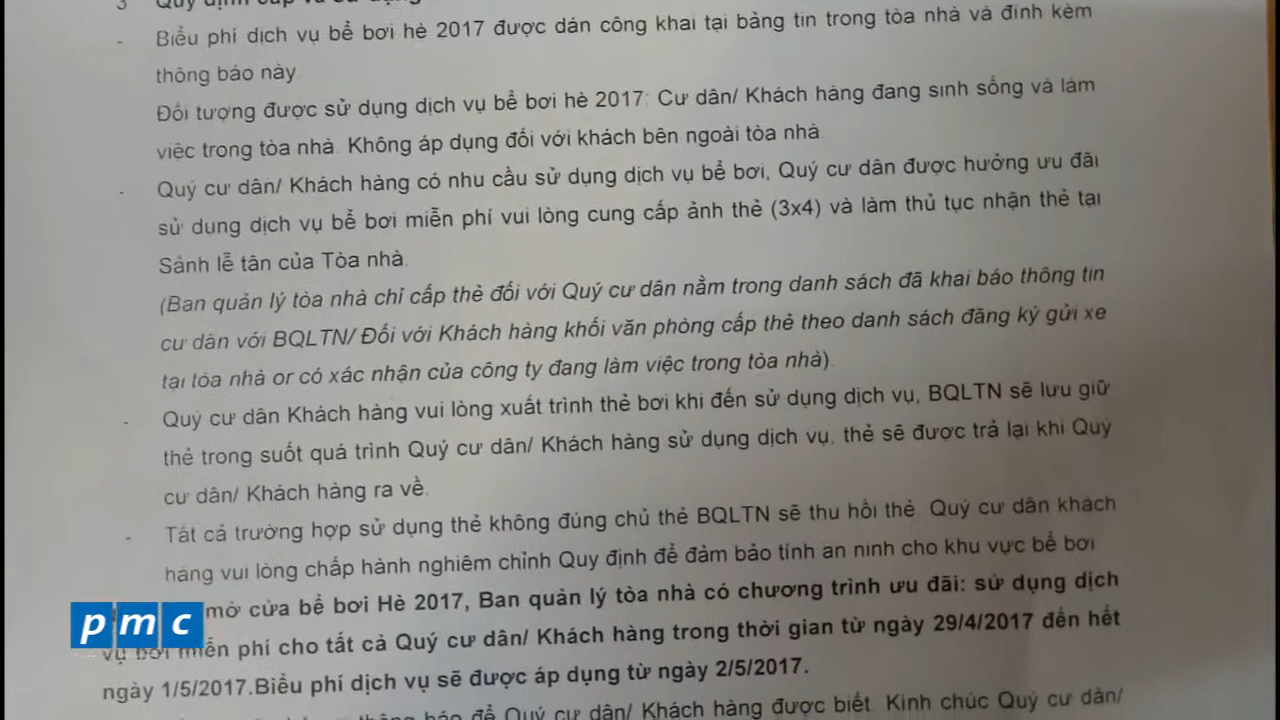 3 Quy định cấp và sử dụng
- Biểu phí dịch vụ bể bơi hè 2017 được dán công khai tại bảng tin trong tòa nhà và đính kèm
thông báo này
Đối tượng được sử dụng dịch vụ bể bơi hè 2017: Cư dân/ Khách hàng đang sinh sống và làm
việc trong tòa nhà. Không áp dụng đối với khách bên ngoài tòa nhà
- Quý cư dân/ Khách hàng có nhu cầu sử dụng dịch vụ bể bơi, Quý cư dân được hưởng ưu đãi
sử dụng dịch vụ bể bơi miễn phí vui lòng cung cấp ảnh thẻ (3x4) và làm thủ tục nhận thẻ tại
Sảnh lễ tân của Tòa nhà.
(Ban quản lý tòa nhà chỉ cấp thẻ đối với Quý cư dân nằm trong danh sách đã khai báo thông tin
cư dân với BQLTN/ Đối với Khách hàng khối văn phòng cấp thẻ theo danh sách đăng ký gửi xe
tại tòa nhà or có xác nhận của công ty đang làm việc trong tòa nhà).
- Quý cư dân Khách hàng vui lòng xuất trình thẻ bơi khi đến sử dụng dịch vụ, BQLTN sẽ lưu giữ
thẻ trong suốt quá trình Quý cư dân/ Khách hàng sử dụng dịch vụ, thẻ sẽ được trả lại khi Quý
cư dân/ Khách hàng ra về.
- Tất cả trường hợp sử dụng thẻ không đúng chủ thẻ BQLTN sẽ thu hồi thẻ. Quý cư dân khách
hàng vui lòng chấp hành nghiêm chỉnh Quy định để đảm bảo tính an ninh cho khu vực bể bơi
mở cửa bể bơi Hè 2017, Ban quản lý tòa nhà có chương trình ưu đãi: sử dụng dịch
vụ bơi miễn phí cho tất cả Quý cư dân/ Khách hàng trong thời gian từ ngày 29/4/2017 đến hết
ngày 1/5/2017.Biểu phí dịch vụ sẽ được áp dụng từ ngày 2/5/2017.
thông báo để Quý cư dân/ Khách hàng được biết. Kính chúc Quý cư dân/
pmc